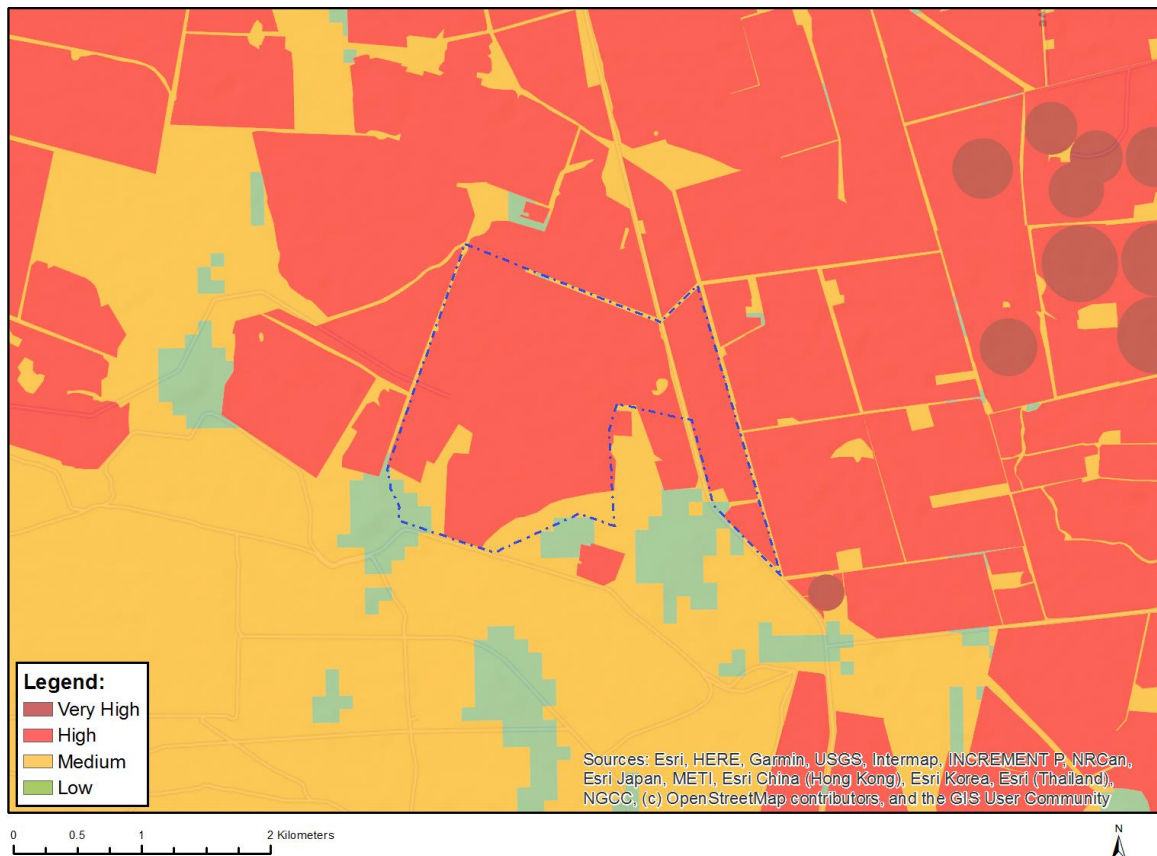 Legend:
Very High
High
Medium
Low
Sources: Esri, HERE, Garmin, USGS, Intermap, INCREMENT P, NRCan,
Esri Japan, METI, Esri China (Hong Kong), Esri Korea, Esri (Thailand),
NGCC, (c) OpenStreetMap contributors, and the GIS User Community
0 0.5 1 2 Kilometers
N